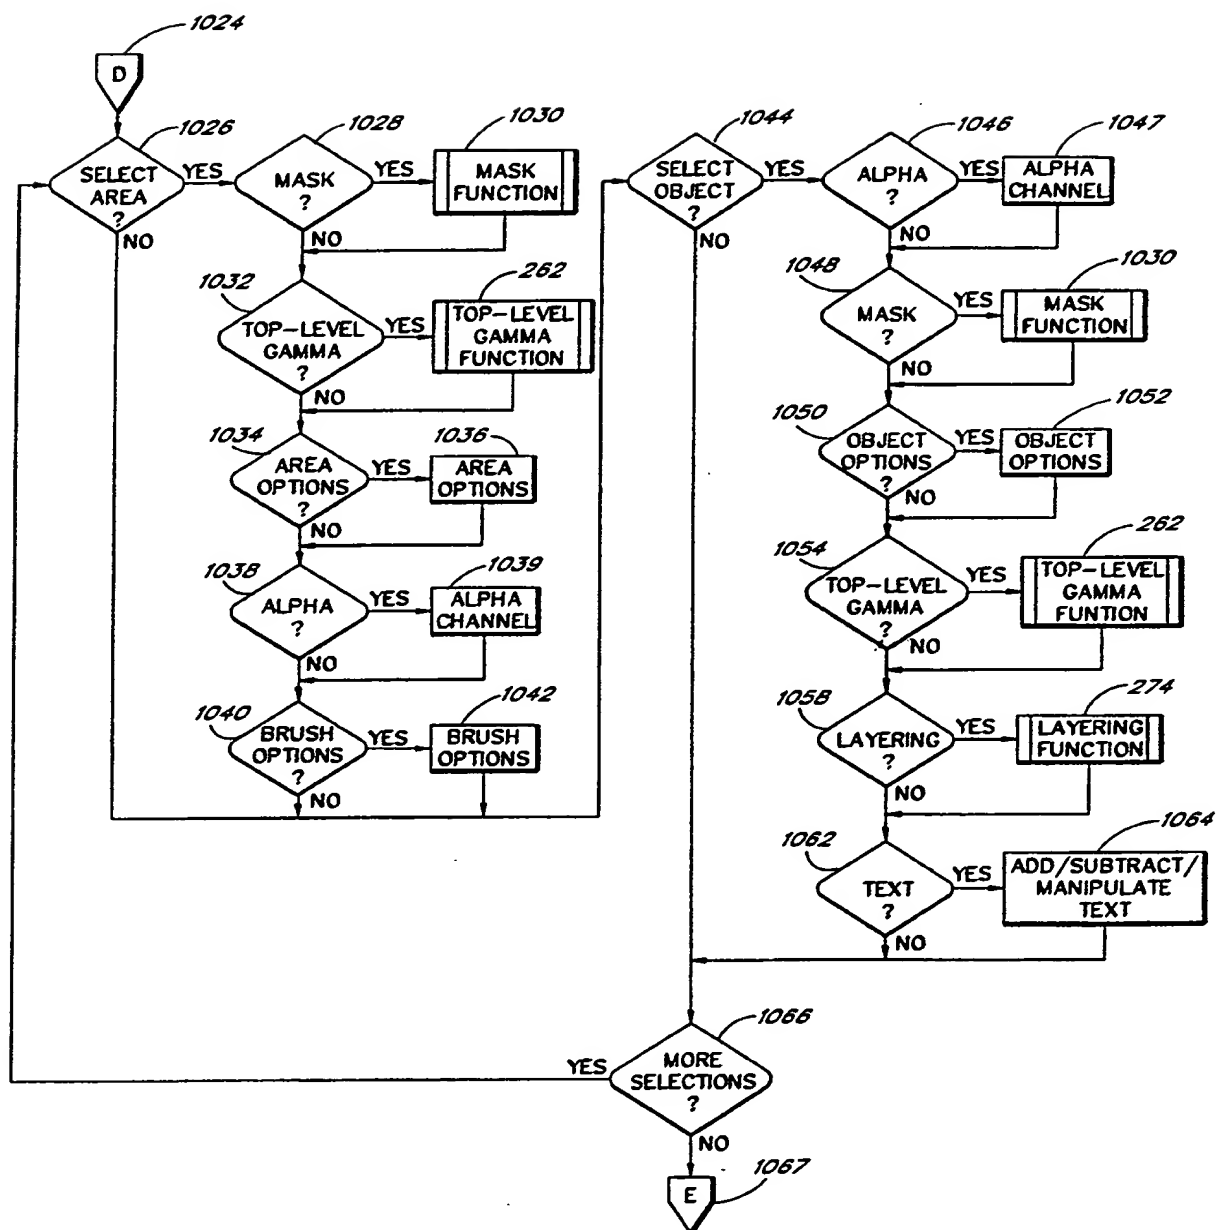 1024
D
1026
SELECT
AREA
?
YES
NO
1028
MASK
?
YES
NO
1030
MASK
FUNCTION
1032
TOP-LEVEL
GAMMA
?
YES
NO
262
TOP-LEVEL
GAMMA
FUNCTION
1034
AREA
OPTIONS
?
YES
NO
1036
AREA
OPTIONS
1038
ALPHA
?
YES
NO
1039
ALPHA
CHANNEL
1040
BRUSH
OPTIONS
?
YES
NO
1042
BRUSH
OPTIONS
1044
SELECT
OBJECT
?
YES
NO
1046
ALPHA
?
YES
NO
1047
ALPHA
CHANNEL
1048
MASK
?
YES
NO
1030
MASK
FUNCTION
1050
OBJECT
OPTIONS
?
YES
NO
1052
OBJECT
OPTIONS
1054
TOP-LEVEL
GAMMA
?
YES
NO
262
TOP-LEVEL
GAMMA
FUNTION
1058
LAYERING
?
YES
NO
274
LAYERING
FUNCTION
1062
TEXT
?
YES
NO
1064
ADD/SUBTRACT/
MANIPULATE
TEXT
1066
MORE
SELECTIONS
?
YES
NO
E
1067